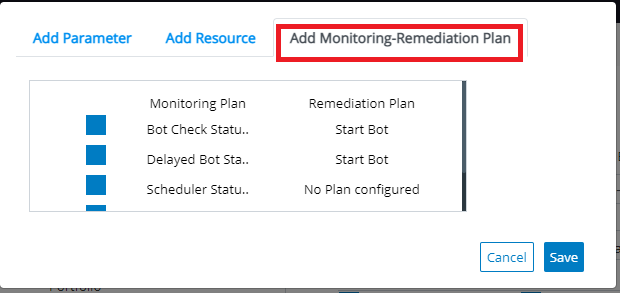 Add Parameter Add Resource Add Monitoring-Remediation Plan
Monitoring Plan Remediation Plan
Bot Check Statu.. Start Bot
Delayed Bot Sta.. Start Bot
Scheduler Statu.. No Plan configured
Cancel Save